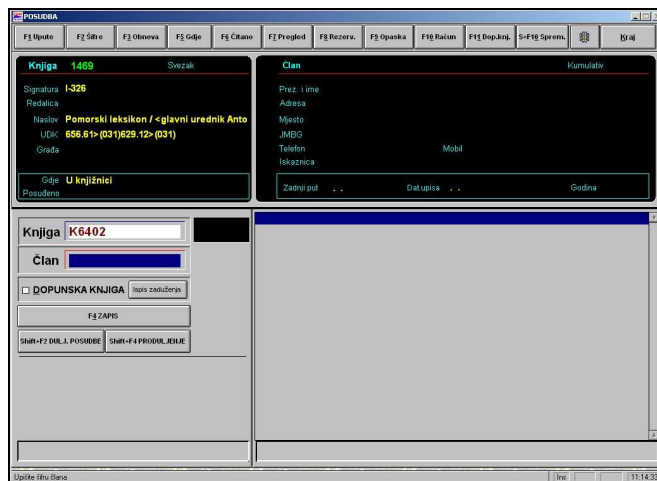 POSUDBA
F1 Upute F2 Šifre F3 Obnova F5 Gdje F6 Čitano F7 Pregled F8 Rezerv. F9 Opaska F10 Račun F11 Dop.knj. S+F10 Sprem. Kraj
Knjiga 1469 Svezak
Signatura I-326
Redalica
Naslov Pomorski leksikon / <glavni urednik Anto
UDK 656.61>(031)629.12>(031)
Građa
Gdje U knjižnici
Posuđeno
Član Kumulativ
Prez. i ime
Adresa
Mjesto
JMBG
Telefon Mobil
Iskaznica
Zadnji put . . Dat.upisa . . Godina
Knjiga K6402
Član
DOPUNSKA KNJIGA Ispis zaduženja
F4 ZAPIS
Shift+F2 DULJ. POSUDBE Shift+F4 PRODULJENJE
Upišite šifru člana Ins 11:14:33